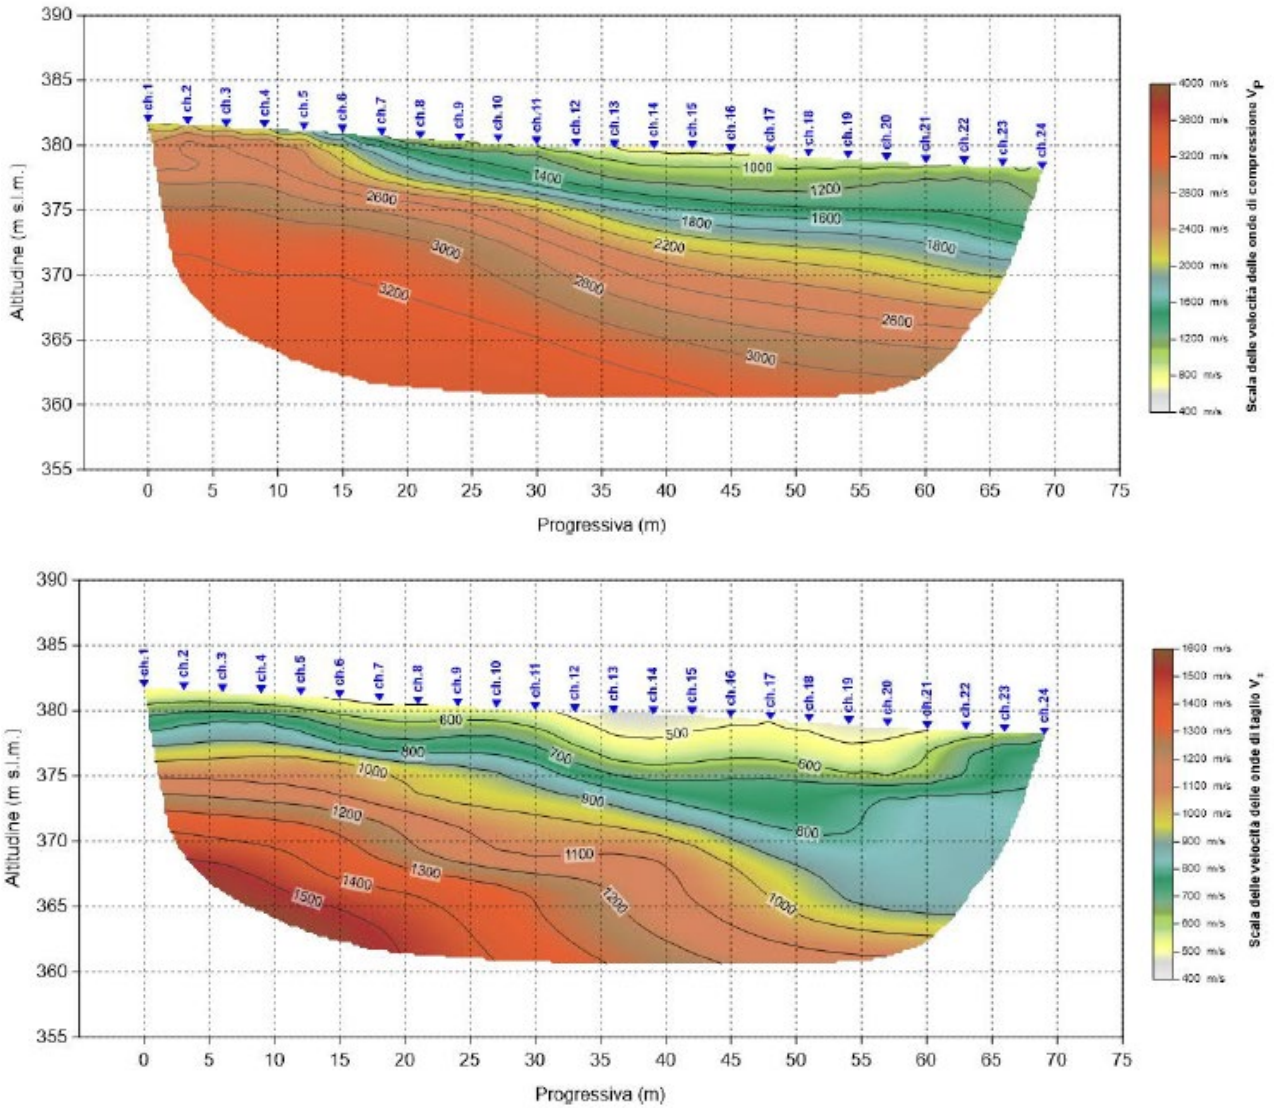 390
385
380
375
370
365
360
355
Altitudine (m s.l.m.)
ch.1 ch.2 ch.3 ch.4 ch.5 ch.6 ch.7 ch.8 ch.9 ch.10 ch.11 ch.12 ch.13 ch.14 ch.15 ch.16 ch.17 ch.18 ch.19 ch.20 ch.21 ch.22 ch.23 ch.24
1000
1400
1200
2600
1800
1600
3000
2200
1800
3200
2800
2600
3000
0 5 10 15 20 25 30 35 40 45 50 55 60 65 70 75
Progressiva (m)
4000 m/s
3600 m/s
3200 m/s
2800 m/s
2400 m/s
2000 m/s
1600 m/s
1200 m/s
800 m/s
400 m/s
Scala delle velocità delle onde di compressione VP
390
385
380
375
370
365
360
355
Altitudine (m s.l.m.)
ch.1 ch.2 ch.3 ch.4 ch.5 ch.6 ch.7 ch.8 ch.9 ch.10 ch.11 ch.12 ch.13 ch.14 ch.15 ch.16 ch.17 ch.18 ch.19 ch.20 ch.21 ch.22 ch.23 ch.24
600
500
800
700
600
1000
900
1200
800
1100
1300
1400
1500
1200
1000
0 5 10 15 20 25 30 35 40 45 50 55 60 65 70 75
Progressiva (m)
1600 m/s
1500 m/s
1400 m/s
1300 m/s
1200 m/s
1100 m/s
1000 m/s
900 m/s
800 m/s
700 m/s
600 m/s
500 m/s
400 m/s
Scala delle velocità delle onde di taglio Vs